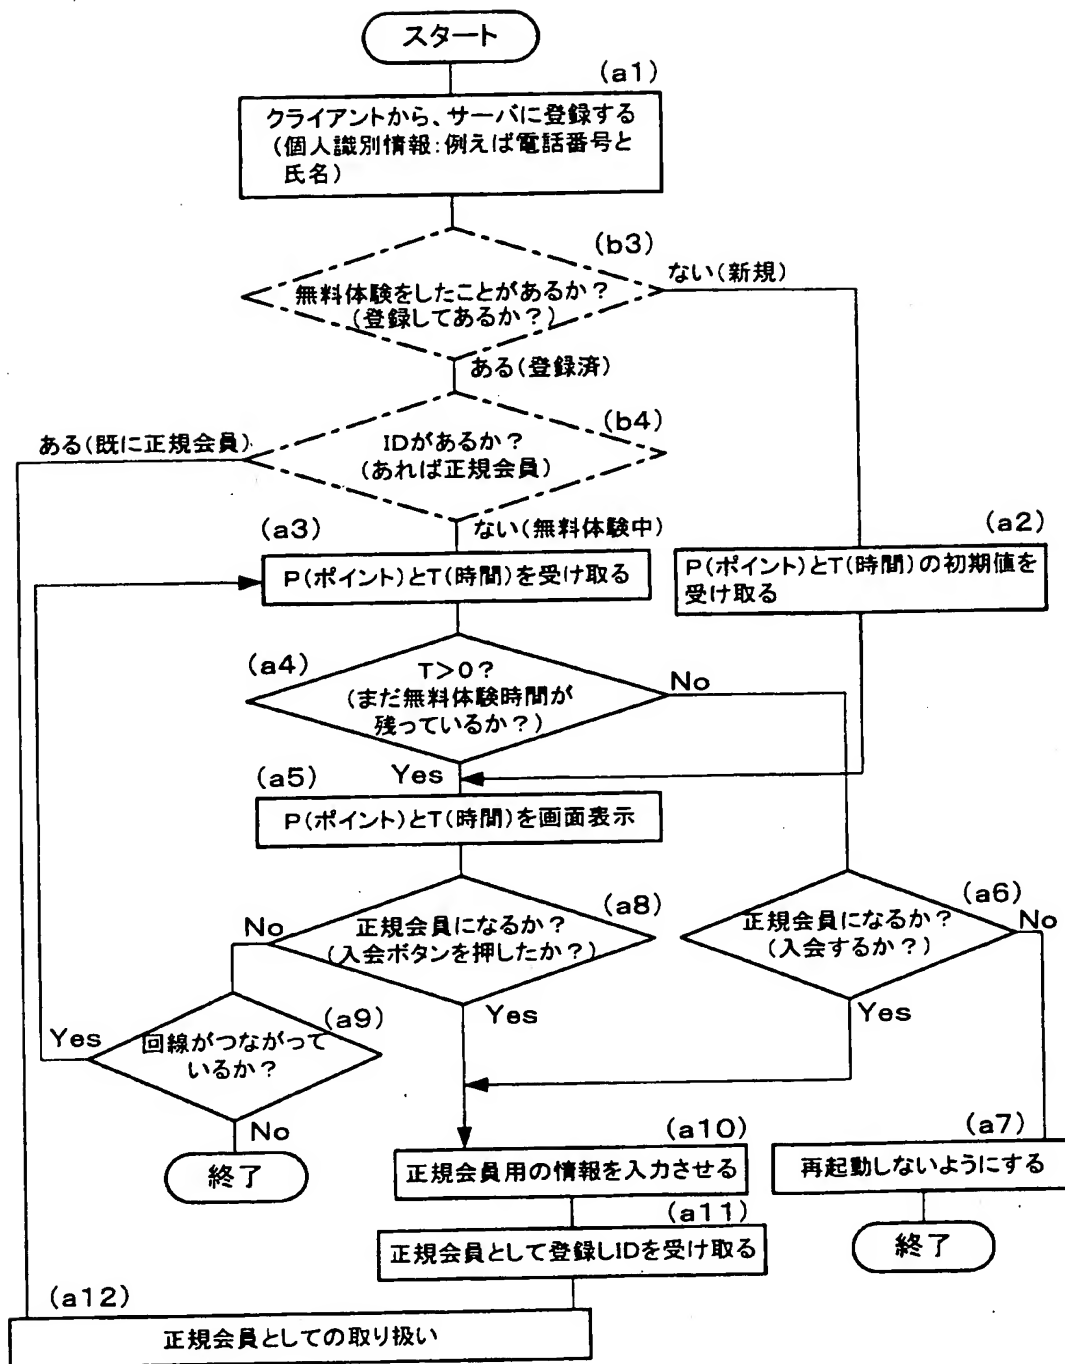 スタート
(a1)
クライアントから、サーバに登録する
(個人識別情報:例えば電話番号と
氏名)
(b3)
ない(新規)
無料体験をしたことがあるか?
(登録してあるか?)
ある(登録済)
(b4)
ある(既に正規会員)
IDがあるか?
(あれば正規会員)
ない(無料体験中)
(a3)
(a2)
P(ポイント)とT(時間)を受け取る
P(ポイント)とT(時間)の初期値を
受け取る
(a4)
T>0?
(まだ無料体験時間が
残っているか?)
No
Yes
(a5)
P(ポイント)とT(時間)を画面表示
(a8)
No
正規会員になるか?
(入会ボタンを押したか?)
Yes
(a6)
正規会員になるか?
(入会するか?)
No
Yes
(a9)
Yes
回線がつながって
いるか?
No
終了
(a10)
正規会員用の情報を入力させる
(a7)
再起動しないようにする
(a11)
正規会員として登録しIDを受け取る
終了
(a12)
正規会員としての取り扱い